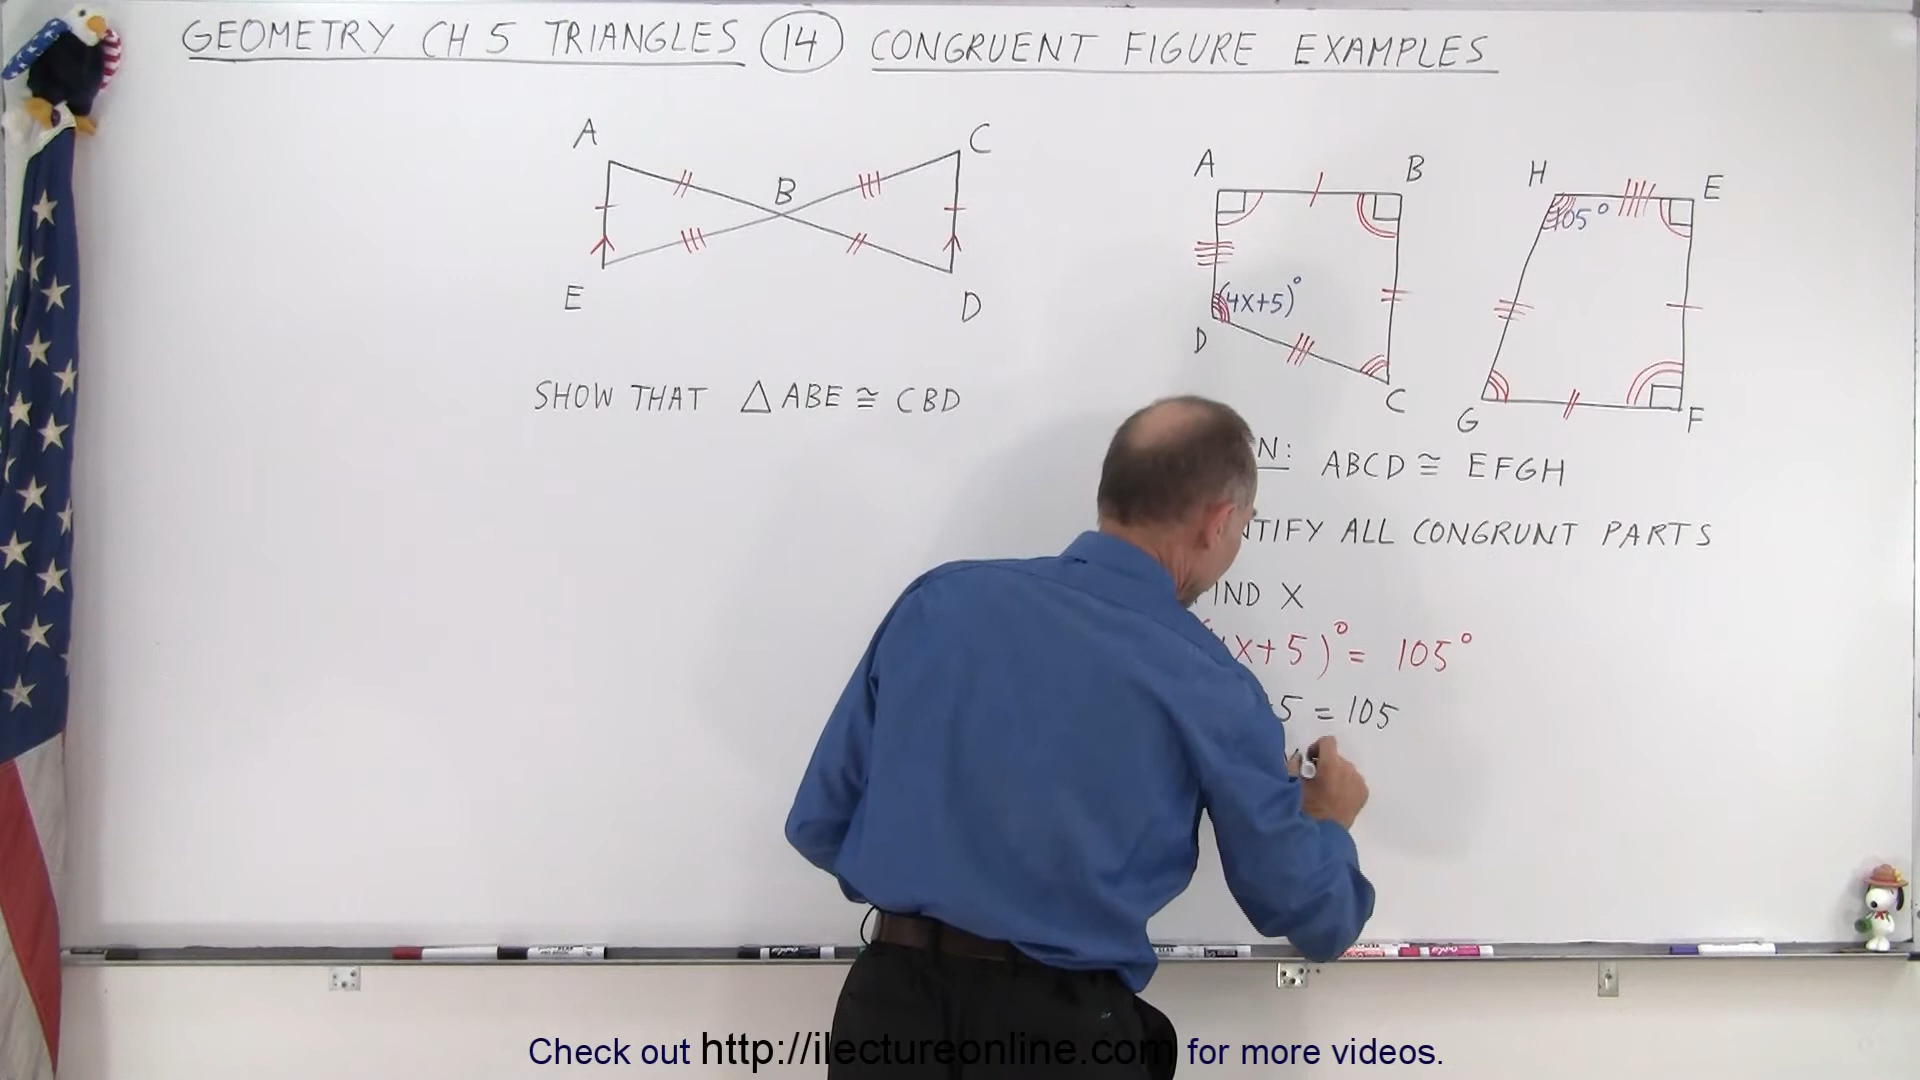 GEOMETRY CH 5 TRIANGLES 14 CONGRUENT FIGURE EXAMPLES
A
B
C
E
D
SHOW THAT △ABE ≅ CBD
A
B
(4X+5)°
D
C
H
E
105°
G
F
N: ABCD ≅ EFGH
NTIFY ALL CONGRUNT PARTS
IND X
X+5)° = 105°
5 = 105
Check out http://ilectureonline.com for more videos.